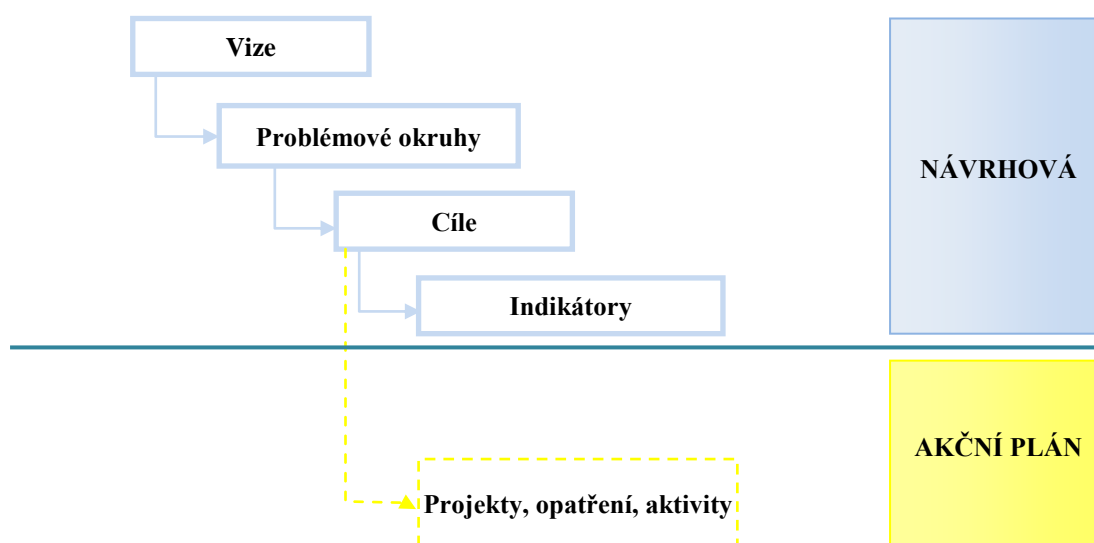 Vize
Problémové okruhy
NÁVRHOVÁ
Cíle
Indikátory
AKČNÍ PLÁN
Projekty, opatření, aktivity